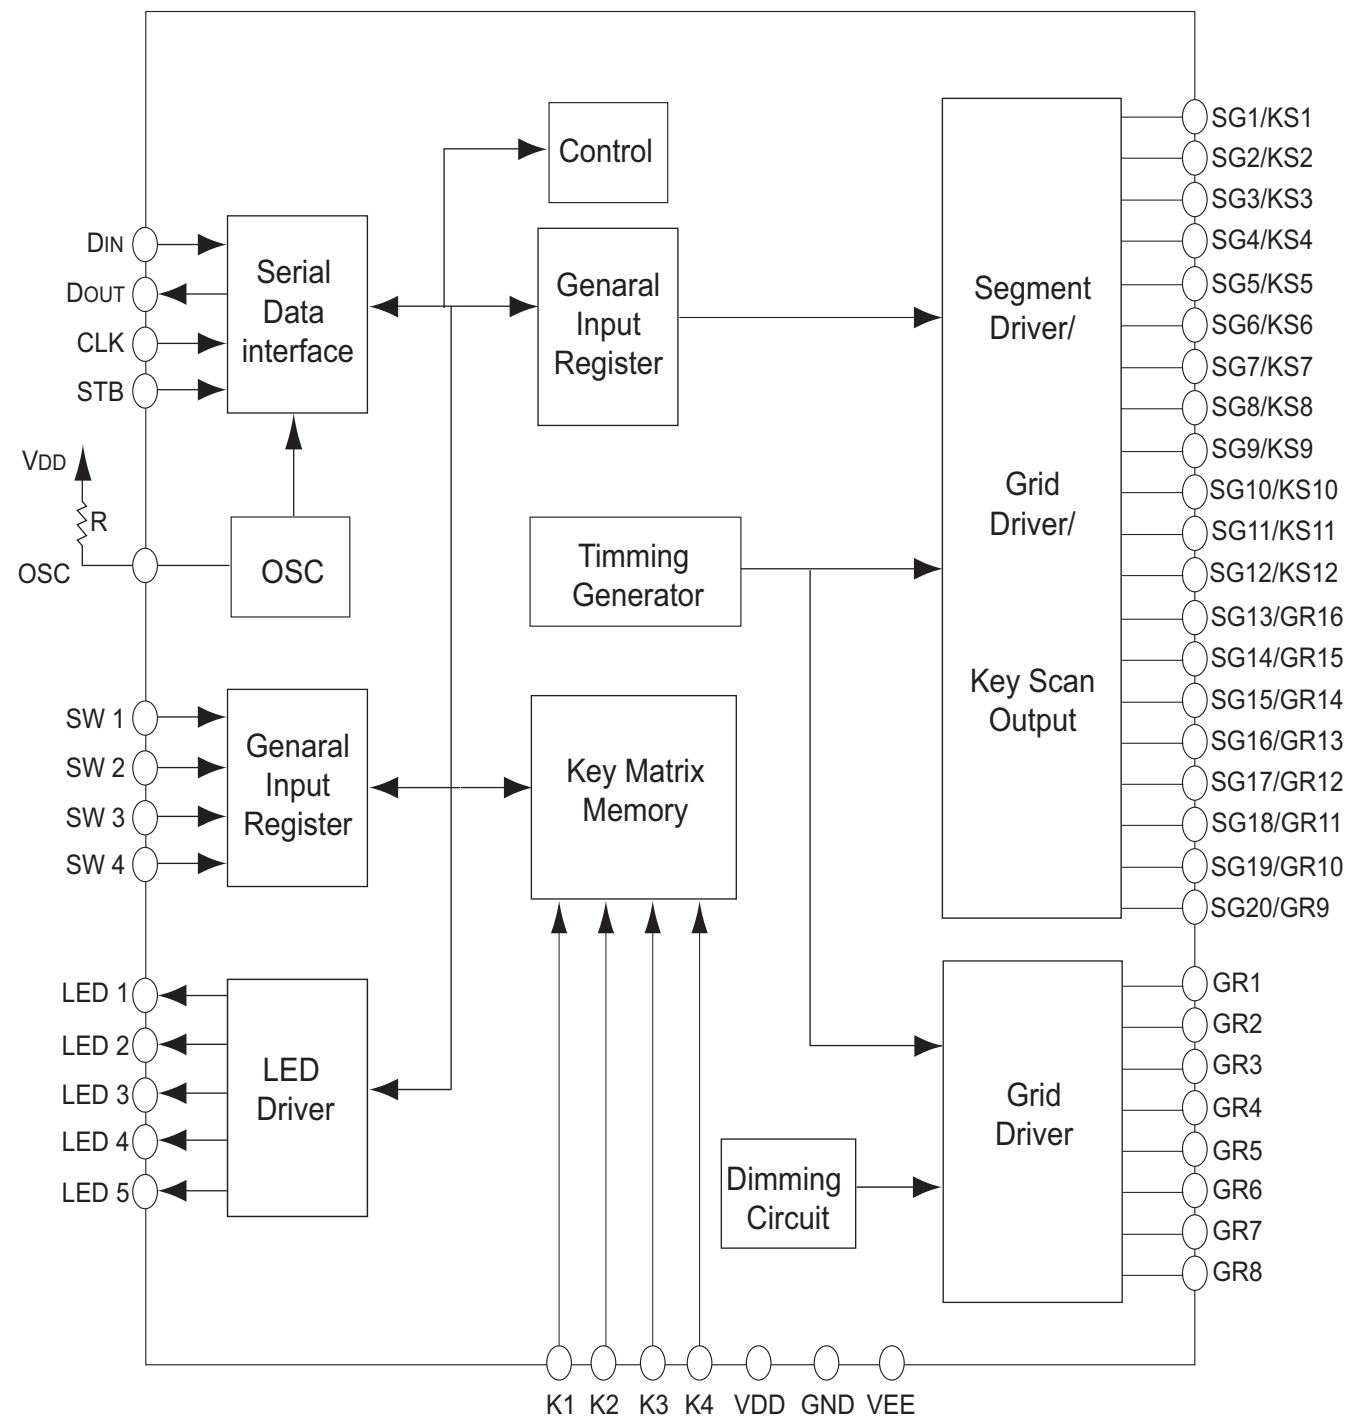 Control
DIN
DOUT
CLK
STB
Serial
Data
interface
Genaral
Input
Register
VDD
R
OSC
OSC
Timming
Generator
SW 1
SW 2
SW 3
SW 4
Genaral
Input
Register
Key Matrix
Memory
LED 1
LED 2
LED 3
LED 4
LED 5
LED
Driver
Dimming
Circuit
Segment
Driver/
Grid
Driver/
Key Scan
Output
Grid
Driver
SG1/KS1
SG2/KS2
SG3/KS3
SG4/KS4
SG5/KS5
SG6/KS6
SG7/KS7
SG8/KS8
SG9/KS9
SG10/KS10
SG11/KS11
SG12/KS12
SG13/GR16
SG14/GR15
SG15/GR14
SG16/GR13
SG17/GR12
SG18/GR11
SG19/GR10
SG20/GR9
GR1
GR2
GR3
GR4
GR5
GR6
GR7
GR8
K1 K2 K3 K4 VDD GND VEE